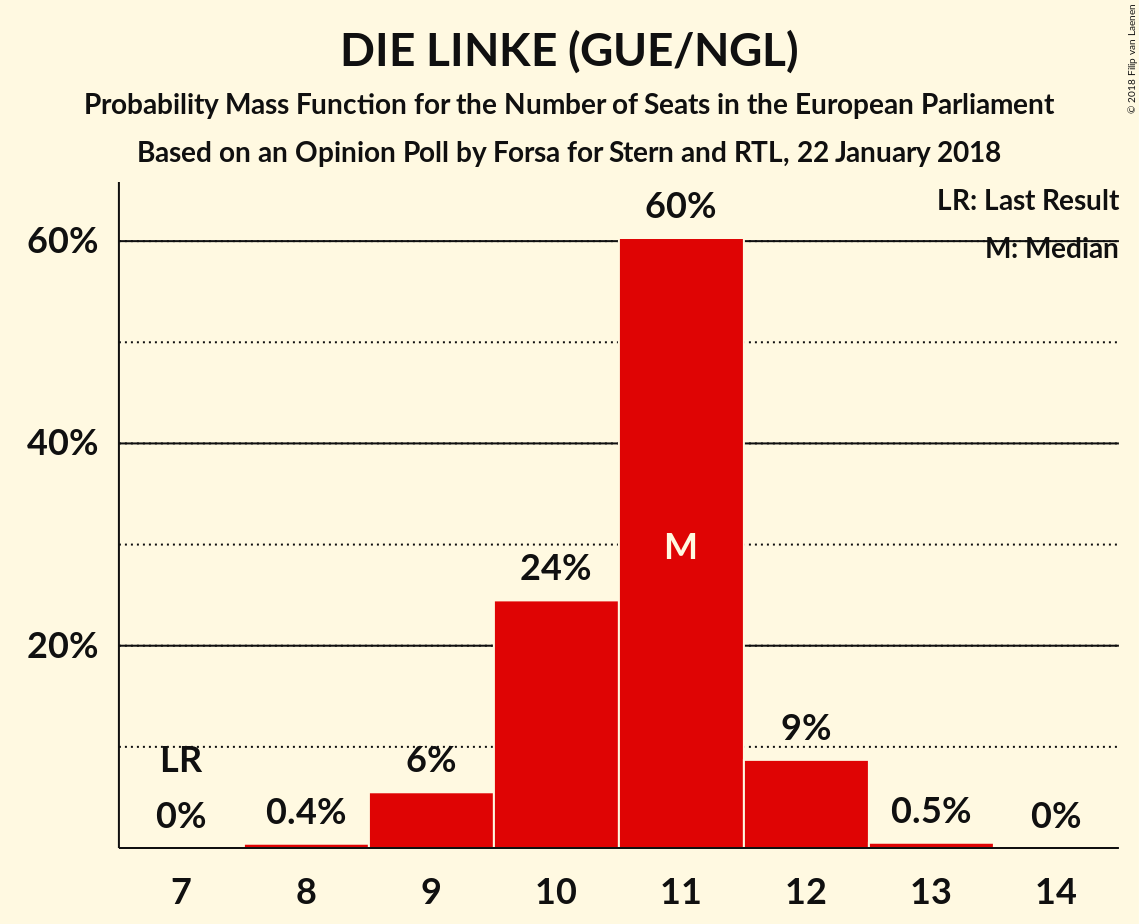 DIE LINKE (GUE/NGL)
Probability Mass Function for the Number of Seats in the European Parliament
Based on an Opinion Poll by Forsa for Stern and RTL, 22 January 2018
© 2018 Filip van Laenen
LR: Last Result
M: Median
60%
40%
20%
LR
0%
0.4%
6%
24%
60%
M
9%
0.5%
0%
7 8 9 10 11 12 13 14